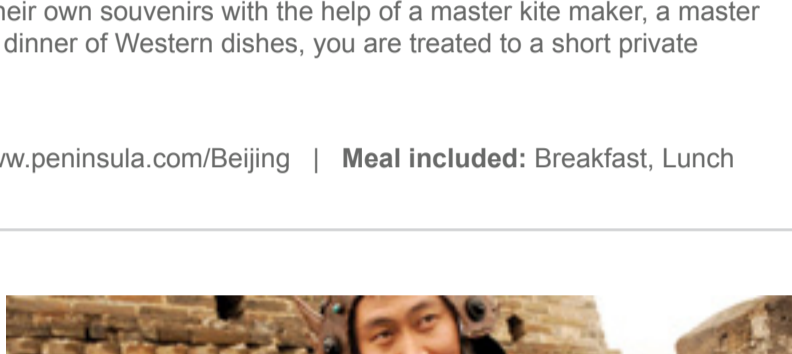 own souvenirs with the help of a master kite maker, a master
dinner of Western dishes, you are treated to a short private
.peninsula.com/Beijing | Meal included: Breakfast, Lunch